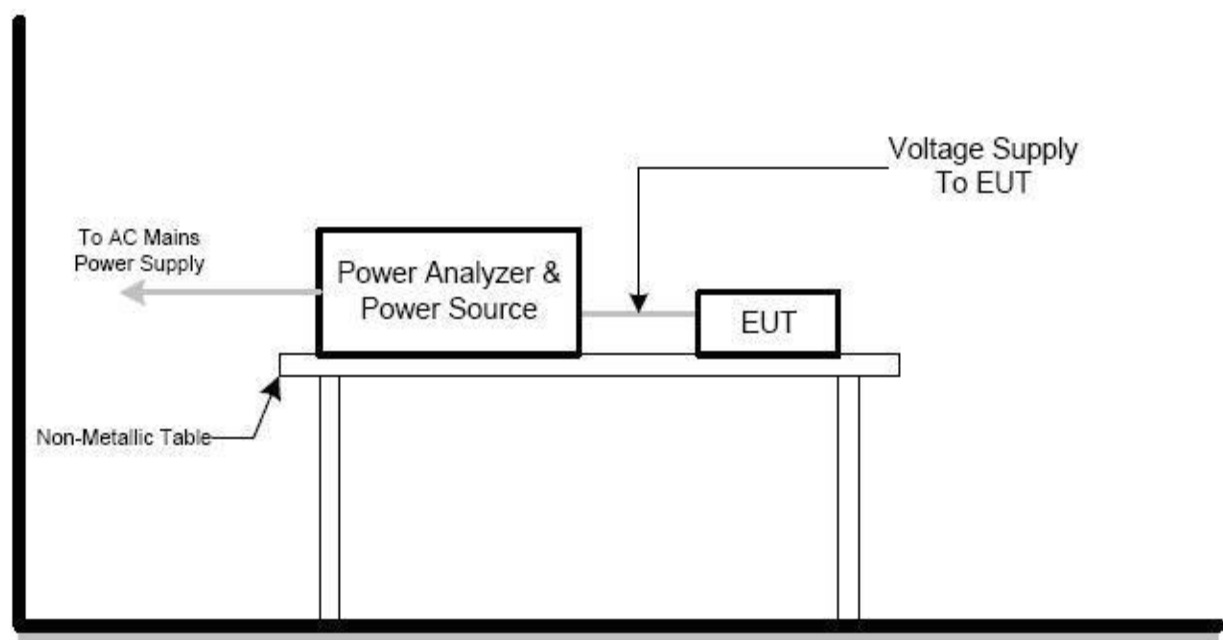 Voltage Supply
To EUT
To AC Mains
Power Supply
Power Analyzer &
Power Source
EUT
Non-Metallic Table